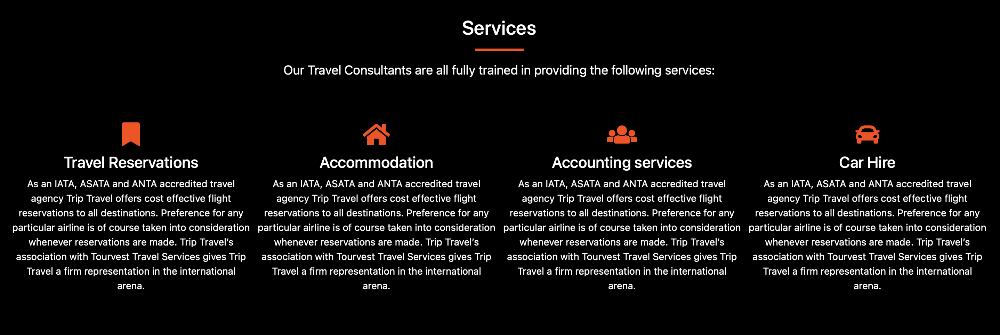 Services
Our Travel Consultants are all fully trained in providing the following services:
Travel Reservations
As an IATA, ASATA and ANTA accredited travel
agency Trip Travel offers cost effective flight
reservations to all destinations. Preference for any
particular airline is of course taken into consideration
whenever reservations are made. Trip Travel’s
association with Tourvest Travel Services gives Trip
Travel a firm representation in the international
arena.
Accommodation
As an IATA, ASATA and ANTA accredited travel
agency Trip Travel offers cost effective flight
reservations to all destinations. Preference for any
particular airline is of course taken into consideration
whenever reservations are made. Trip Travel’s
association with Tourvest Travel Services gives Trip
Travel a firm representation in the international
arena.
Accounting services
As an IATA, ASATA and ANTA accredited travel
agency Trip Travel offers cost effective flight
reservations to all destinations. Preference for any
particular airline is of course taken into consideration
whenever reservations are made. Trip Travel’s
association with Tourvest Travel Services gives Trip
Travel a firm representation in the international
arena.
Car Hire
As an IATA, ASATA and ANTA accredited travel
agency Trip Travel offers cost effective flight
reservations to all destinations. Preference for any
particular airline is of course taken into consideration
whenever reservations are made. Trip Travel’s
association with Tourvest Travel Services gives Trip
Travel a firm representation in the international
arena.